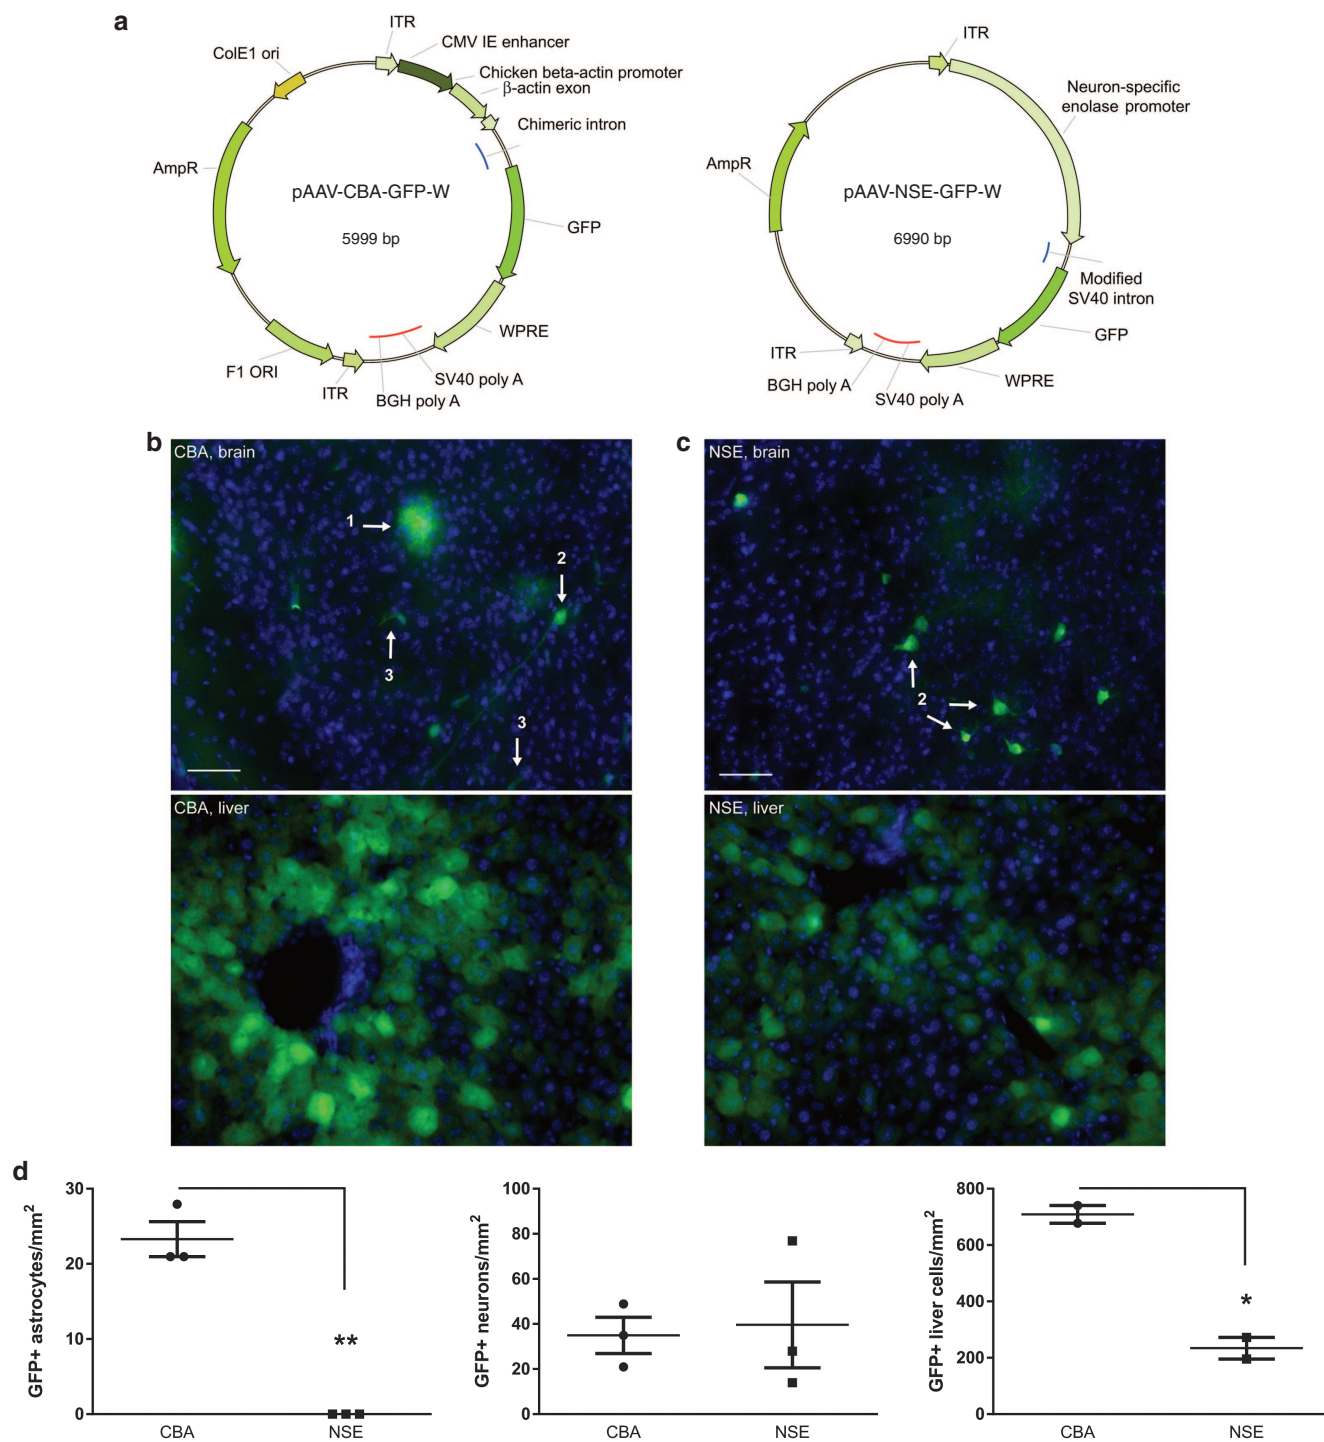 a
ITR
CMV IE enhancer
ColE1 ori
Chicken beta-actin promoter
β-actin exon
Chimeric intron
AmpR
pAAV-CBA-GFP-W
5999 bp
GFP
WPRE
F1 ORI
ITR
SV40 poly A
BGH poly A
ITR
Neuron-specific
enolase promoter
AmpR
pAAV-NSE-GFP-W
6990 bp
Modified
SV40 intron
GFP
ITR
BGH poly A
WPRE
SV40 poly A
b
CBA, brain
1
2
3
3
CBA, liver
c
NSE, brain
2
NSE, liver
d
GFP+ astrocytes/mm²
30
20
10
0
**
CBA
NSE
GFP+ neurons/mm²
100
80
60
40
20
0
CBA
NSE
GFP+ liver cells/mm²
800
600
400
200
0
*
CBA
NSE